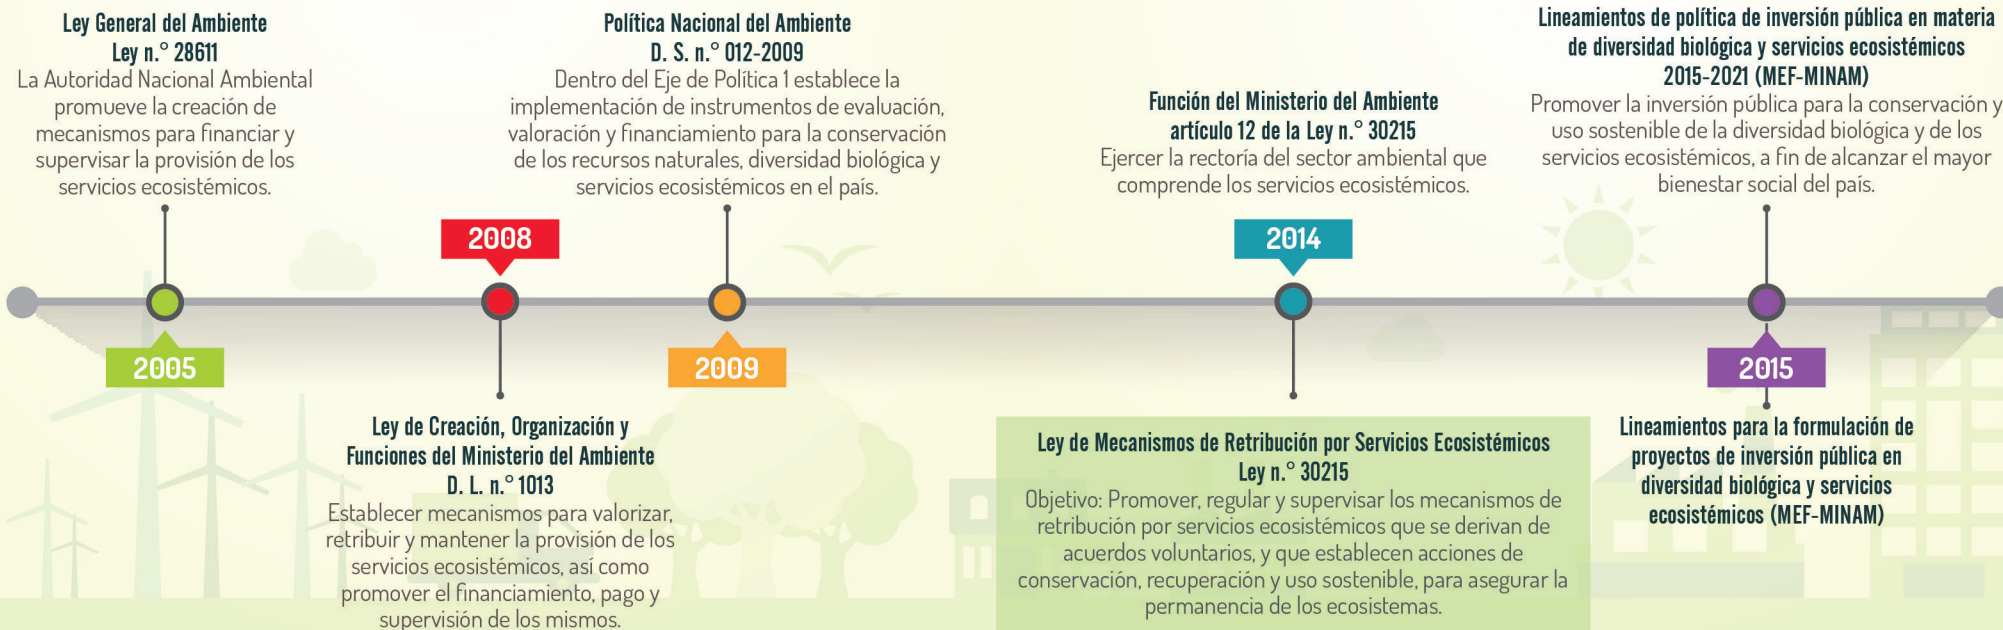 Ley General del Ambiente
Ley n.° 28611
La Autoridad Nacional Ambiental
promueve la creación de
mecanismos para financiar y
supervisar la provisión de los
servicios ecosistémicos.
2005
2008
Ley de Creación, Organización y
Funciones del Ministerio del Ambiente
D. L. n.° 1013
Establecer mecanismos para valorizar,
retribuir y mantener la provisión de los
servicios ecosistémicos, así como
promover el financiamiento, pago y
supervisión de los mismos.
Política Nacional del Ambiente
D. S. n.° 012-2009
Dentro del Eje de Política 1 establece la
implementación de instrumentos de evaluación,
valoración y financiamiento para la conservación
de los recursos naturales, diversidad biológica y
servicios ecosistémicos en el país.
2009
Función del Ministerio del Ambiente
artículo 12 de la Ley n.° 30215
Ejercer la rectoría del sector ambiental que
comprende los servicios ecosistémicos.
2014
Ley de Mecanismos de Retribución por Servicios Ecosistémicos
Ley n.° 30215
Objetivo: Promover, regular y supervisar los mecanismos de
retribución por servicios ecosistémicos que se derivan de
acuerdos voluntarios, y que establecen acciones de
conservación, recuperación y uso sostenible, para asegurar la
permanencia de los ecosistemas.
Lineamientos de política de inversión pública en materia
de diversidad biológica y servicios ecosistémicos
2015-2021 (MEF-MINAM)
Promover la inversión pública para la conservación y
uso sostenible de la diversidad biológica y de los
servicios ecosistémicos, a fin de alcanzar el mayor
bienestar social del país.
2015
Lineamientos para la formulación de
proyectos de inversión pública en
diversidad biológica y servicios
ecosistémicos (MEF-MINAM)